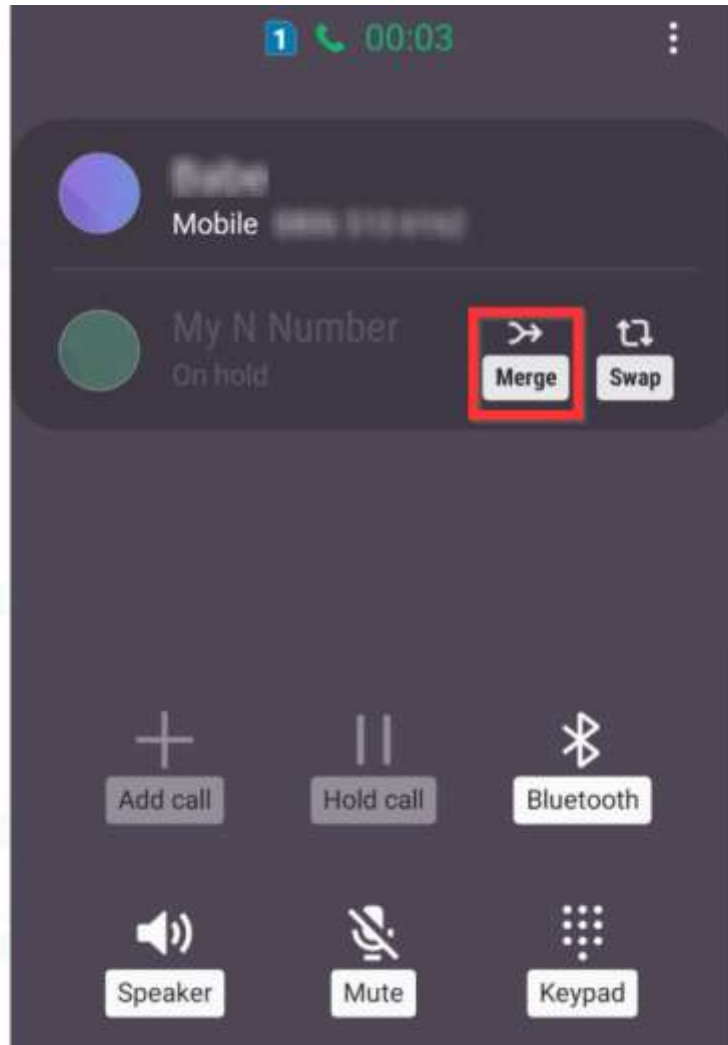 1 00:03
Mobile
My N Number
On hold
Merge Swap
Add call Hold call Bluetooth
Speaker Mute Keypad